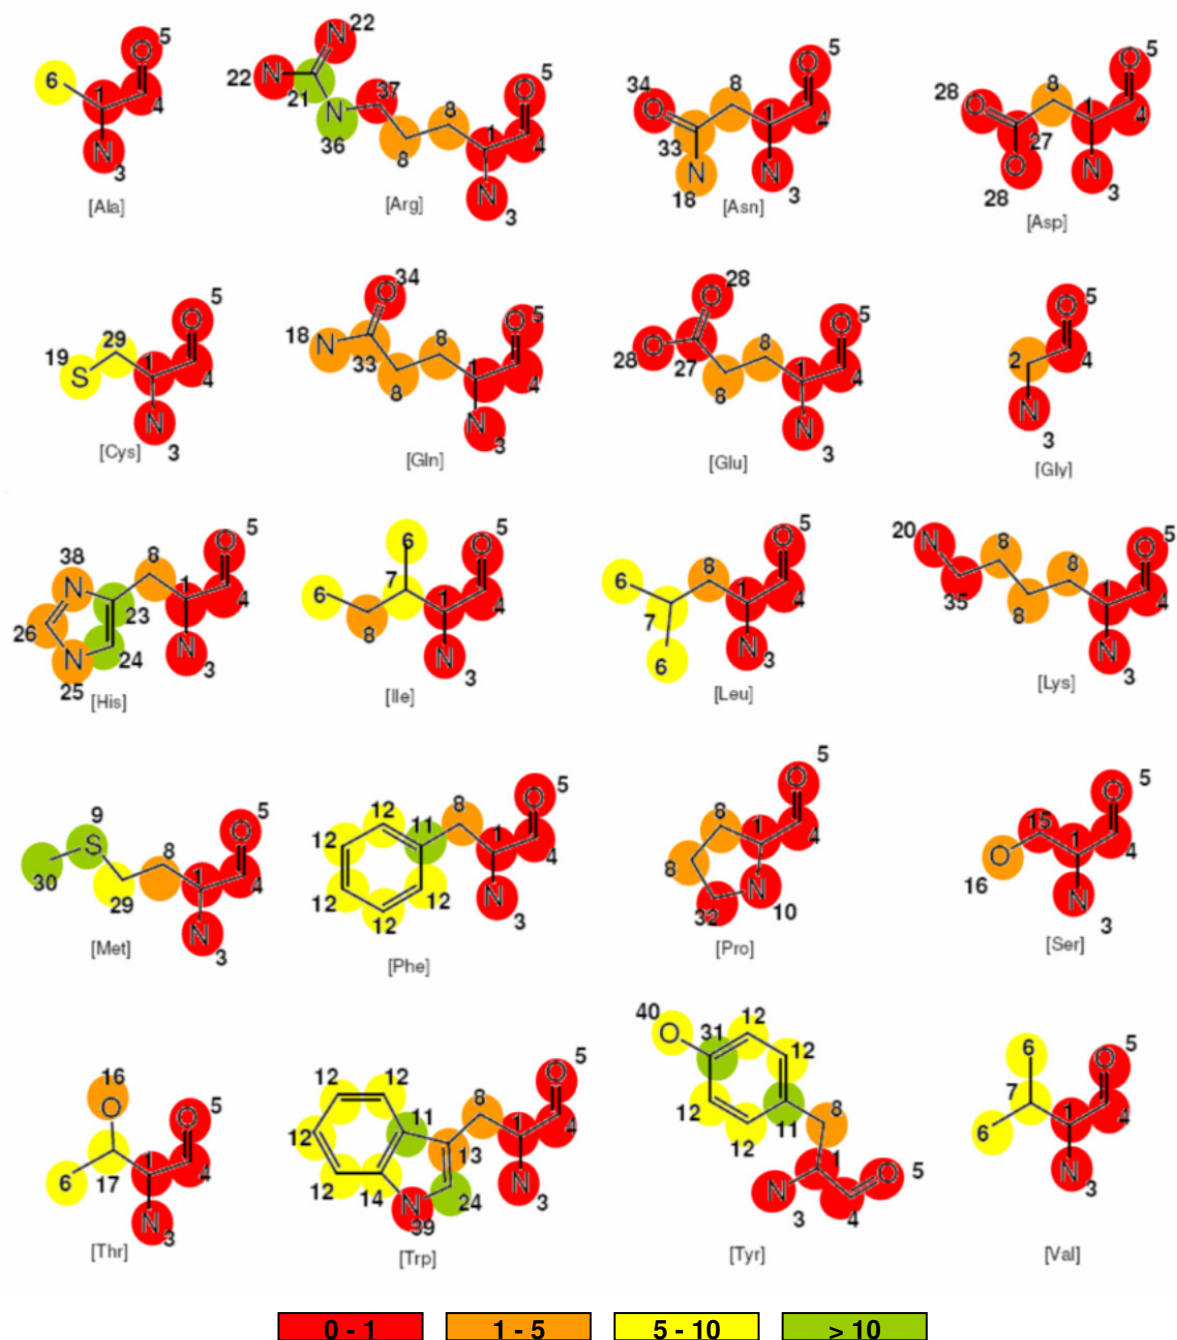 5
6 O
1 4
N 3
[Ala]
N 22
22 N 21 37 5
N 8 O
36 8 1 4
N 3
[Arg]
5
34 8 O
O 1 4
33
N N
18 3
[Asn]
5
28 8 O
O 1 4
27
O N
28 3
[Asp]
5
29 O
19 S 1 4
N 3
[Cys]
O 34
18 8 5
N O
33 8 1 4
N 3
[Gln]
O 28
8 5
28 O O
27 8 1 4
N 3
[Glu]
5
O
2 4
N
3
[Gly]
38 8 5
N O
1 4
26 23
N 24 N
25 3
[His]
6 5
7 O
6 8 1 4
N 3
[Ile]
5
6 8 O
1 4
7
6 N 3
[Leu]
20 8 5
N 8 O
35 8 1 4
N 3
[Lys]
9 5
S 8 O
30 29 1 4
N 3
[Met]
12 11 8 5
12 O
1 4
12 12 N
12 3
[Phe]
5
8 O
1 4
8
N
32 10
[Pro]
5
15 O
O 1 4
16 N
3
[Ser]
16
O 5
O
6 17 1 4
N 3
[Thr]
12 12 8 5
11 O
12 1 4
13
12 14 N 24 N
39 3
[Trp]
40 12
O 31
12
12 11 8
12
1 5
N O
3 4
[Tyr]
6 5
7 O
6 1 4
N 3
[Val]
0 - 1 1 - 5 5 - 10 > 10